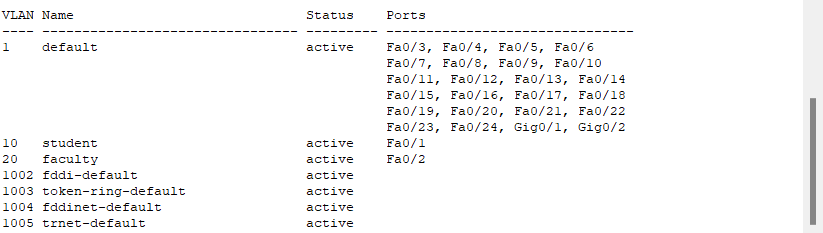 VLAN Name                             Status    Ports
---- -------------------------------- --------- -------------------------------
1    default                          active    Fa0/3, Fa0/4, Fa0/5, Fa0/6
                                                Fa0/7, Fa0/8, Fa0/9, Fa0/10
                                                Fa0/11, Fa0/12, Fa0/13, Fa0/14
                                                Fa0/15, Fa0/16, Fa0/17, Fa0/18
                                                Fa0/19, Fa0/20, Fa0/21, Fa0/22
                                                Fa0/23, Fa0/24, Gig0/1, Gig0/2
10   student                          active    Fa0/1
20   faculty                          active    Fa0/2
1002 fddi-default                     active
1003 token-ring-default               active
1004 fddinet-default                  active
1005 trnet-default                    active